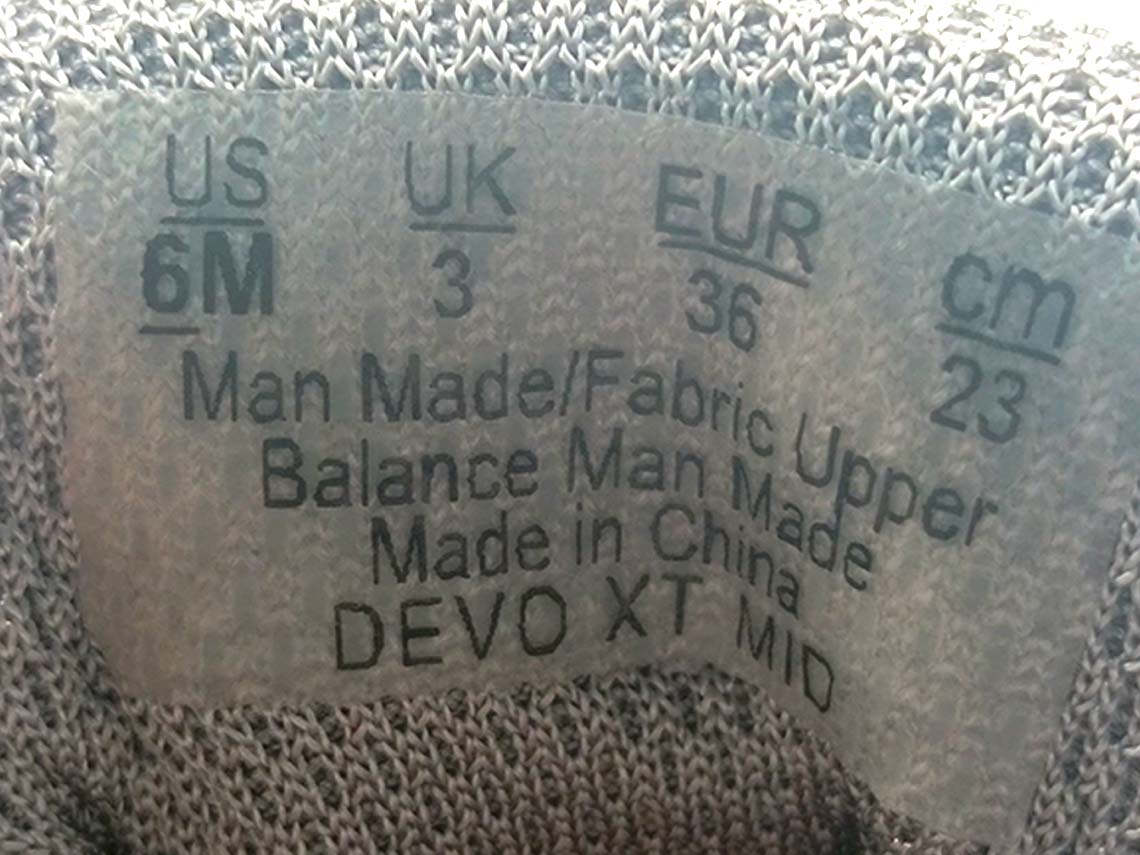 US UK EUR cm
6M 3 36 23
Man Made/Fabric Upper
Balance Man Made
Made in China
DEVO XT MID